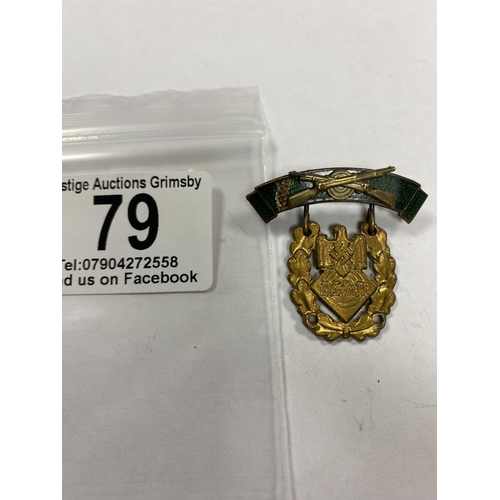 stige Auctions Grimsby
79
Tel:07904272558
d us on Facebook